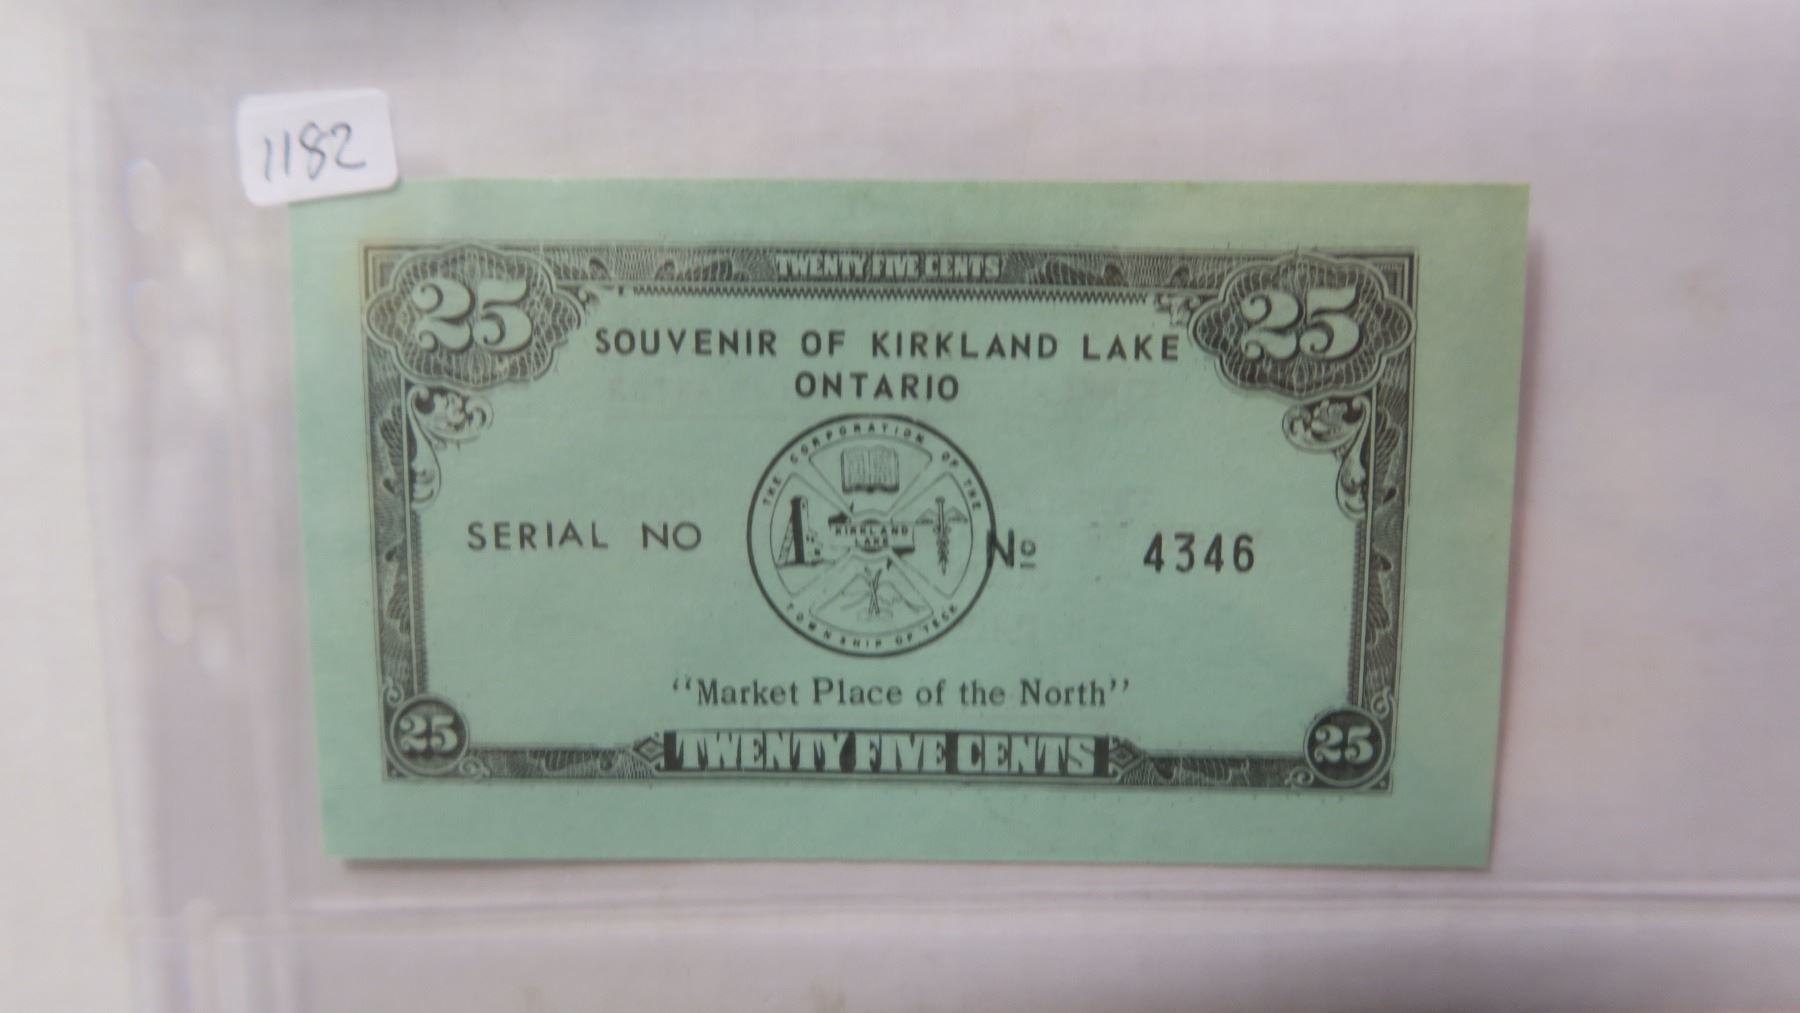 1182
TWENTY FIVE CENTS
25 25
SOUVENIR OF KIRKLAND LAKE
ONTARIO
THE CORPORATION OF THE
KIRKLAND
LAKE
TOWNSHIP OF TECK
SERIAL NO No 4346
"Market Place of the North"
25 TWENTY FIVE CENTS 25